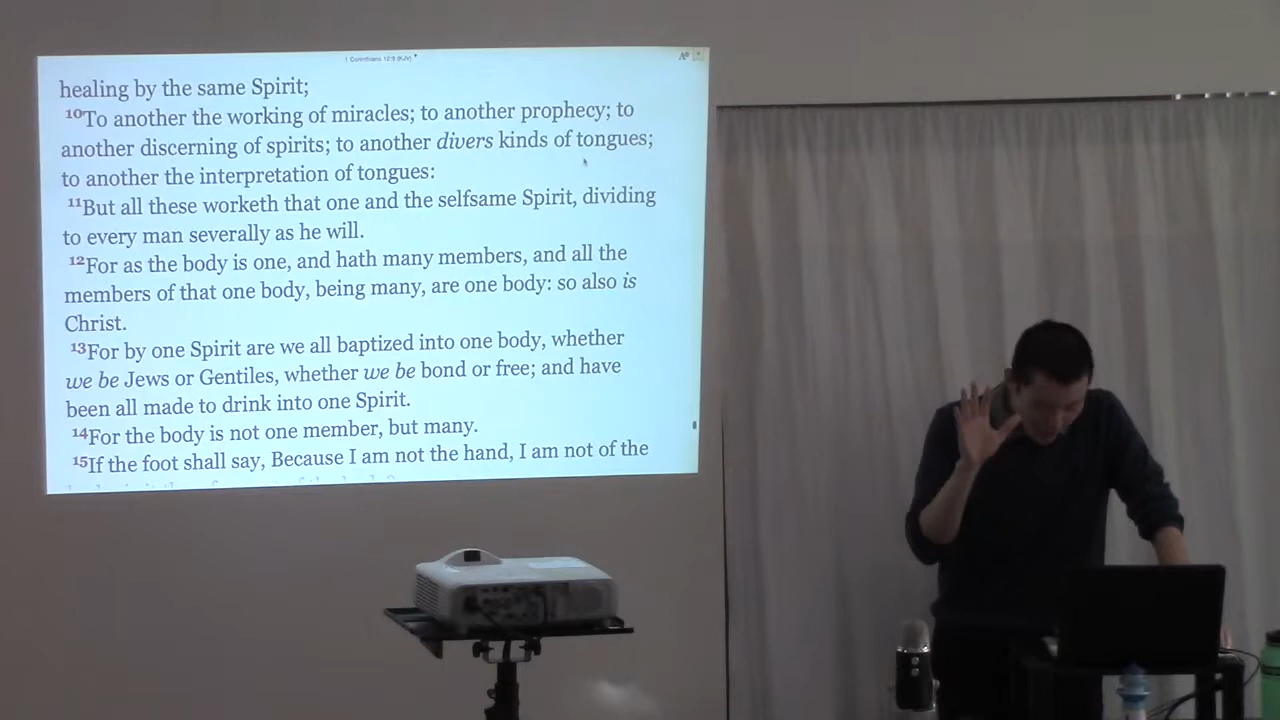 1 Corinthians 12:9 (KJV)
healing by the same Spirit;
10To another the working of miracles; to another prophecy; to
another discerning of spirits; to another divers kinds of tongues;
to another the interpretation of tongues:
11But all these worketh that one and the selfsame Spirit, dividing
to every man severally as he will.
12For as the body is one, and hath many members, and all the
members of that one body, being many, are one body: so also is
Christ.
13For by one Spirit are we all baptized into one body, whether
we be Jews or Gentiles, whether we be bond or free; and have
been all made to drink into one Spirit.
14For the body is not one member, but many.
15If the foot shall say, Because I am not the hand, I am not of the